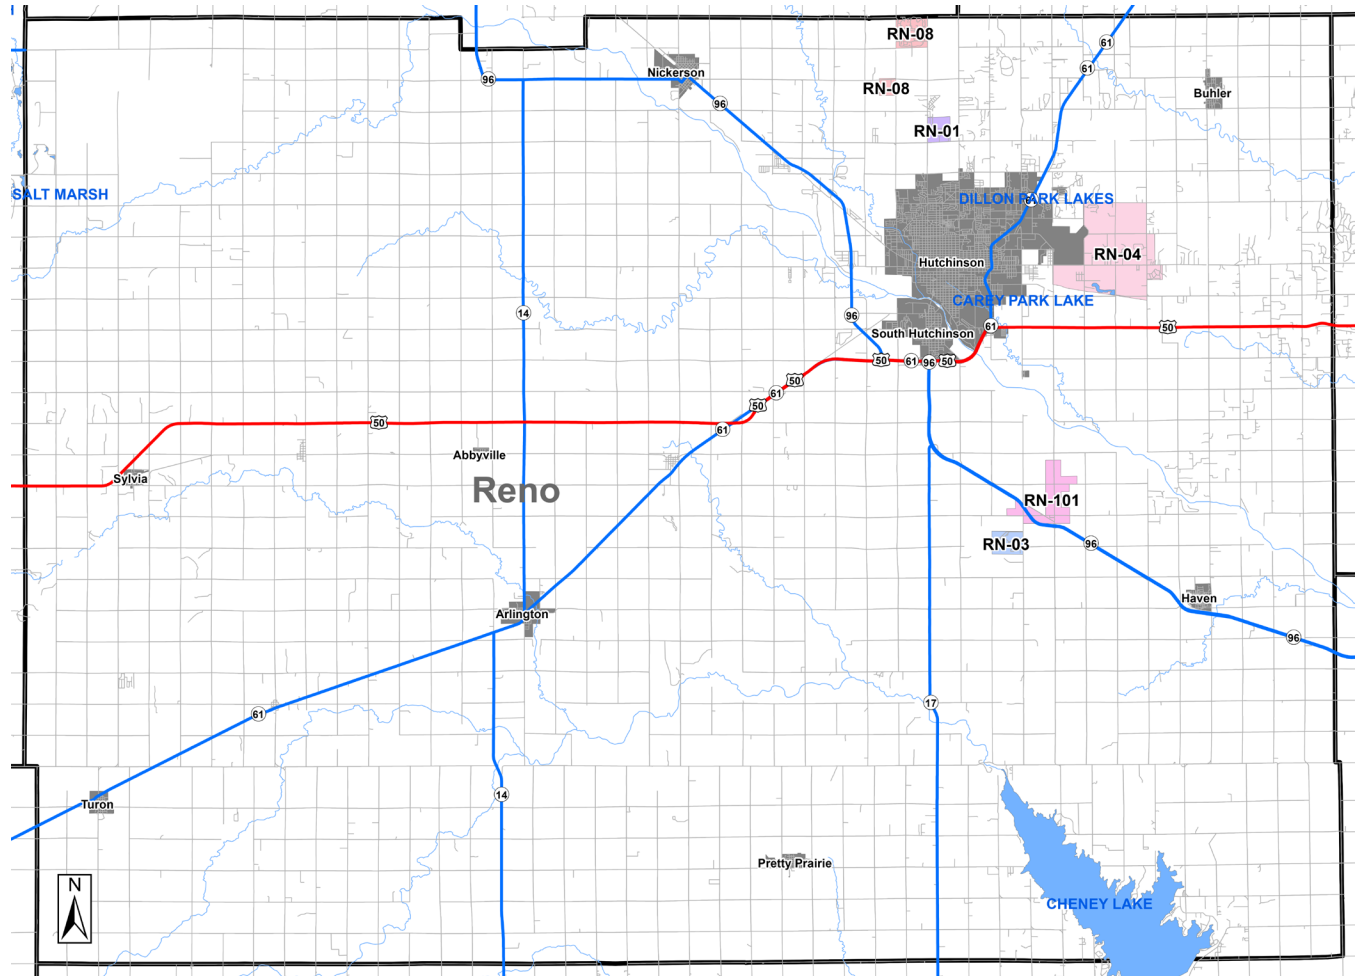 RN-08
61
61
96
Nickerson
RN-08
Buhler
96
RN-01
SALT MARSH
DILLON PARK LAKES
RN-04
Hutchinson
CAREY PARK LAKE
14
96
South Hutchinson
61
50
50
61
96
50
50
61
50
50
61
Abbyville
Sylvia
Reno
RN-101
RN-03
96
Haven
Arlington
96
17
61
14
Turon
Pretty Prairie
N
CHENEY LAKE